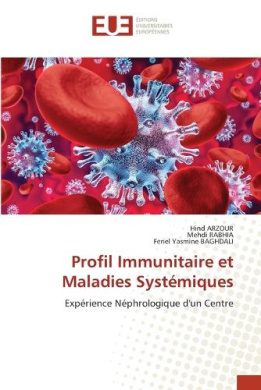 EUE
ÉDITIONS
UNIVERSITAIRES
EUROPÉENNES
Hind ARZOUR
Mehdi RABHIA
Feriel Yasmine BAGHDALI
Profil Immunitaire et
Maladies Systémiques
Expérience Néphrologique d'un Centre